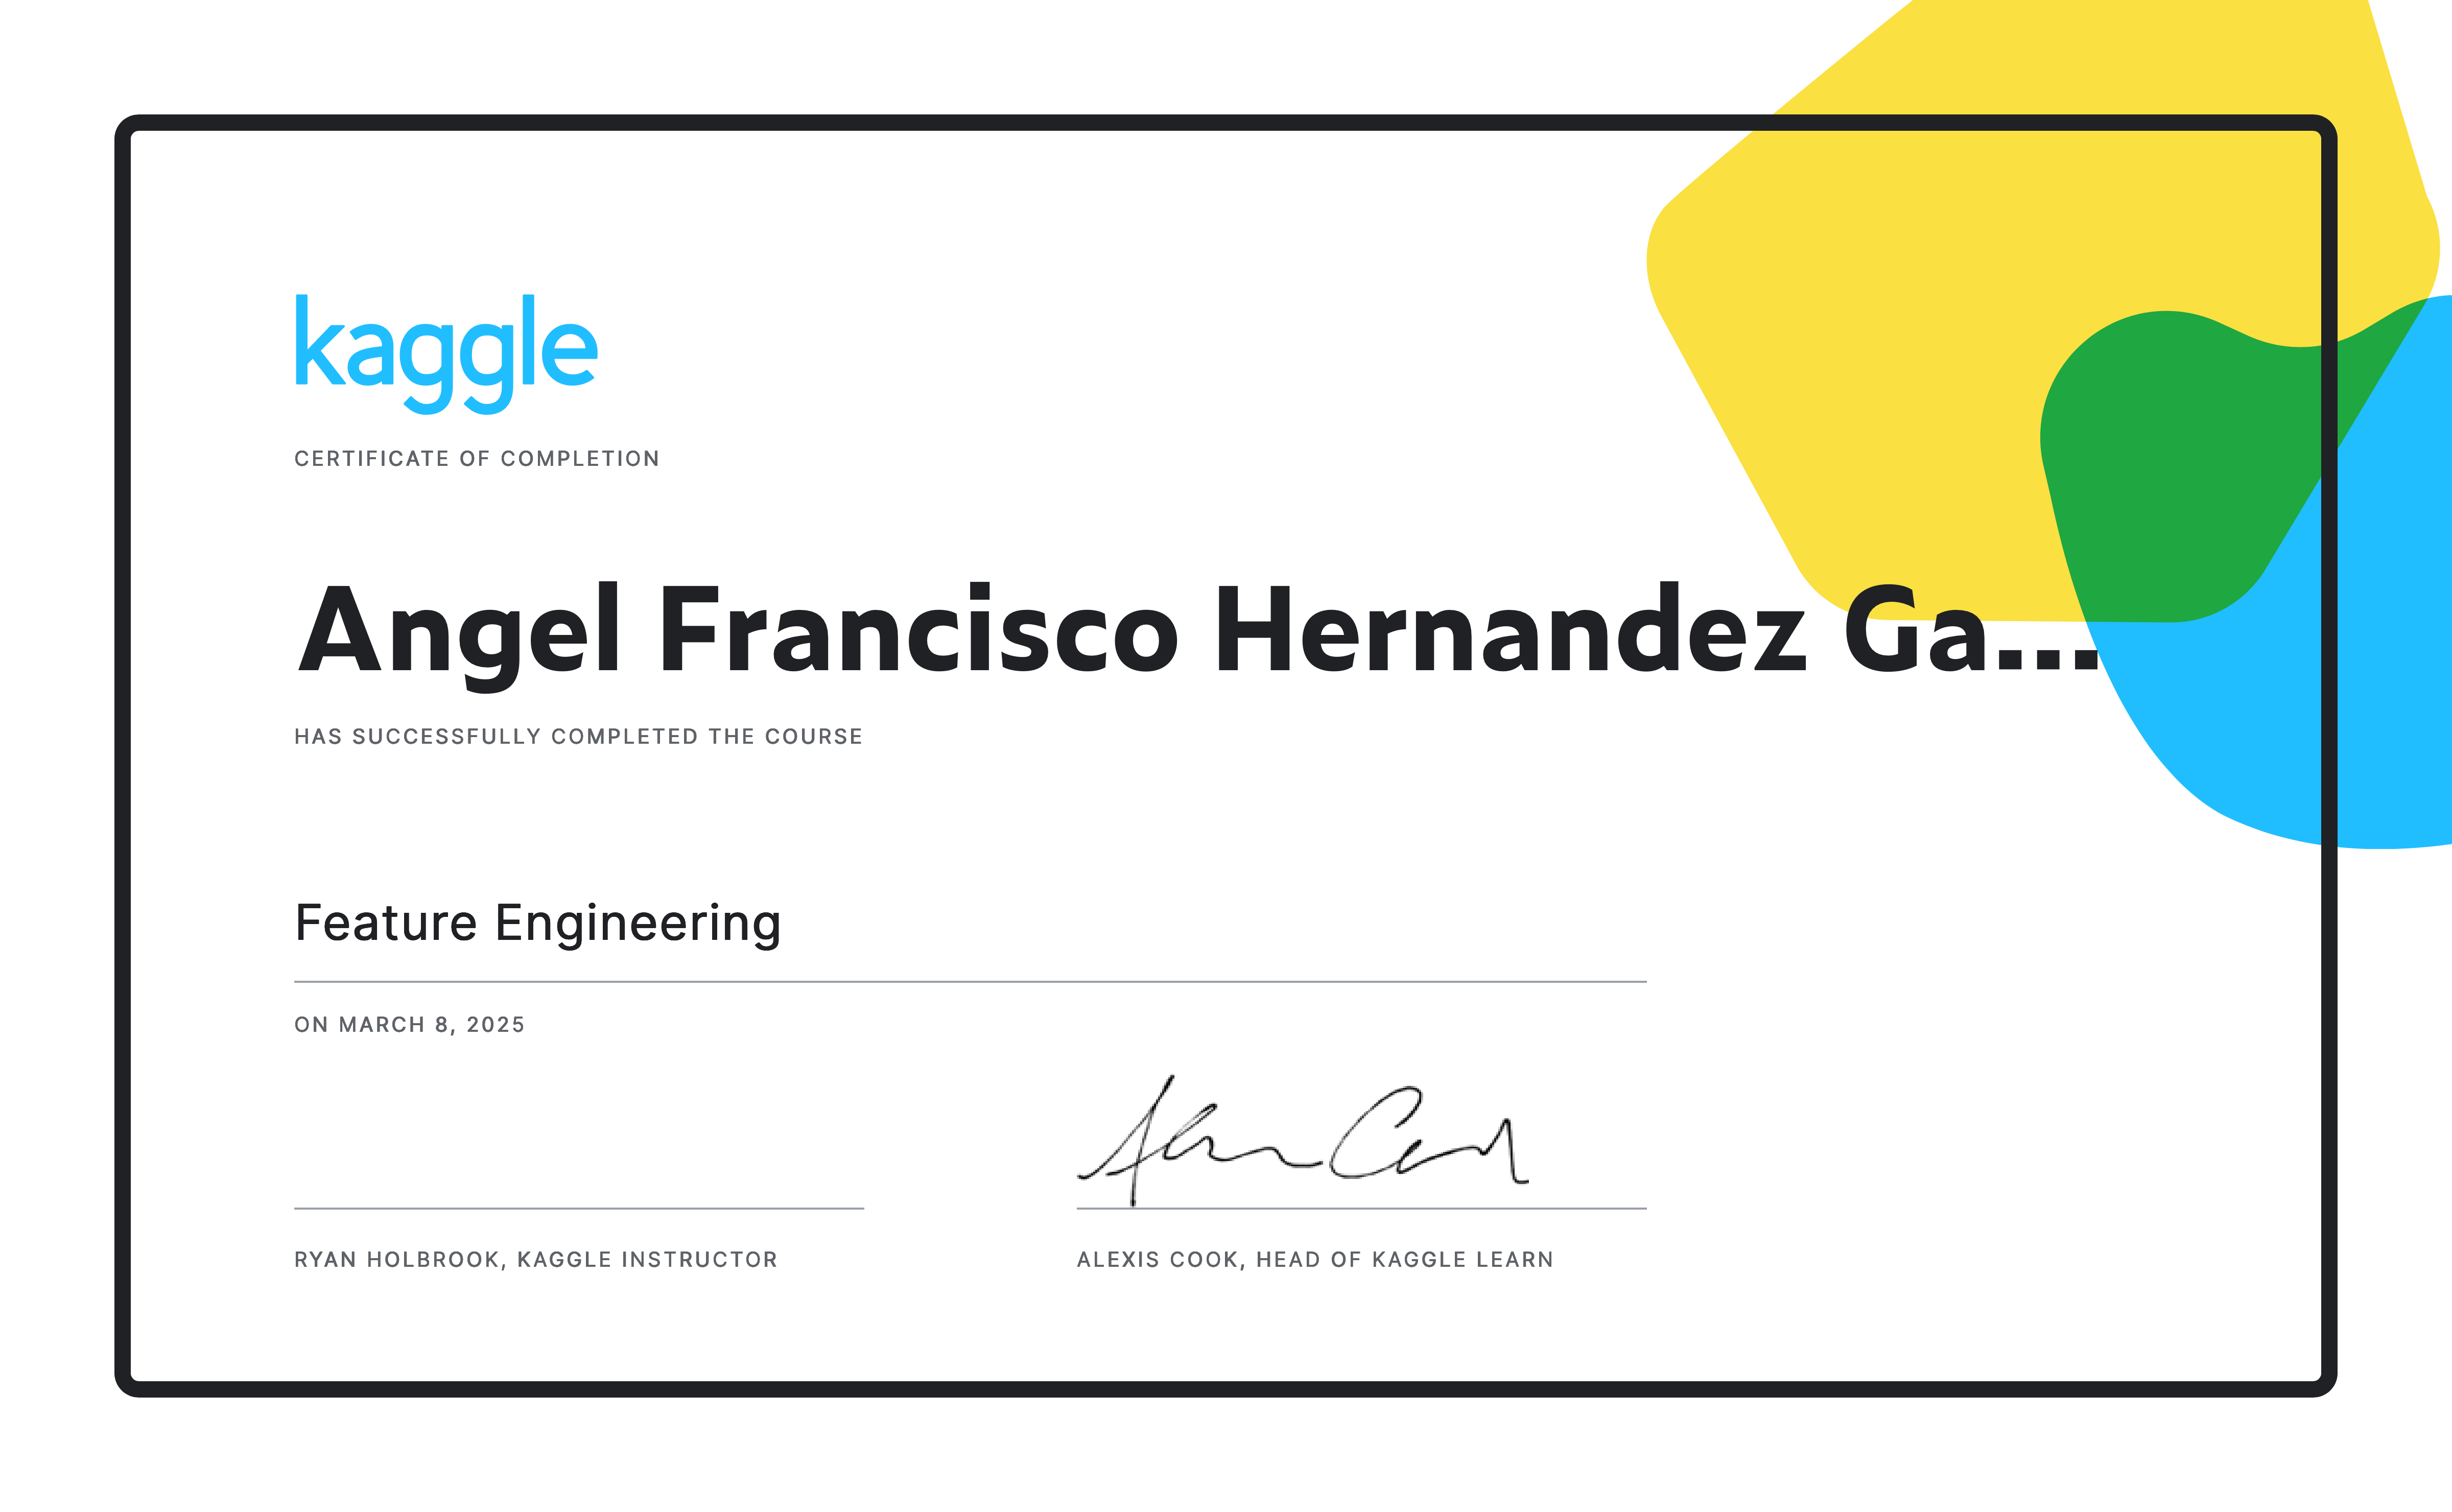 kaggle
CERTIFICATE OF COMPLETION
Angel Francisco Hernandez Ga...
HAS SUCCESSFULLY COMPLETED THE COURSE
Feature Engineering
ON MARCH 8, 2025
RYAN HOLBROOK, KAGGLE INSTRUCTOR
ALEXIS COOK, HEAD OF KAGGLE LEARN